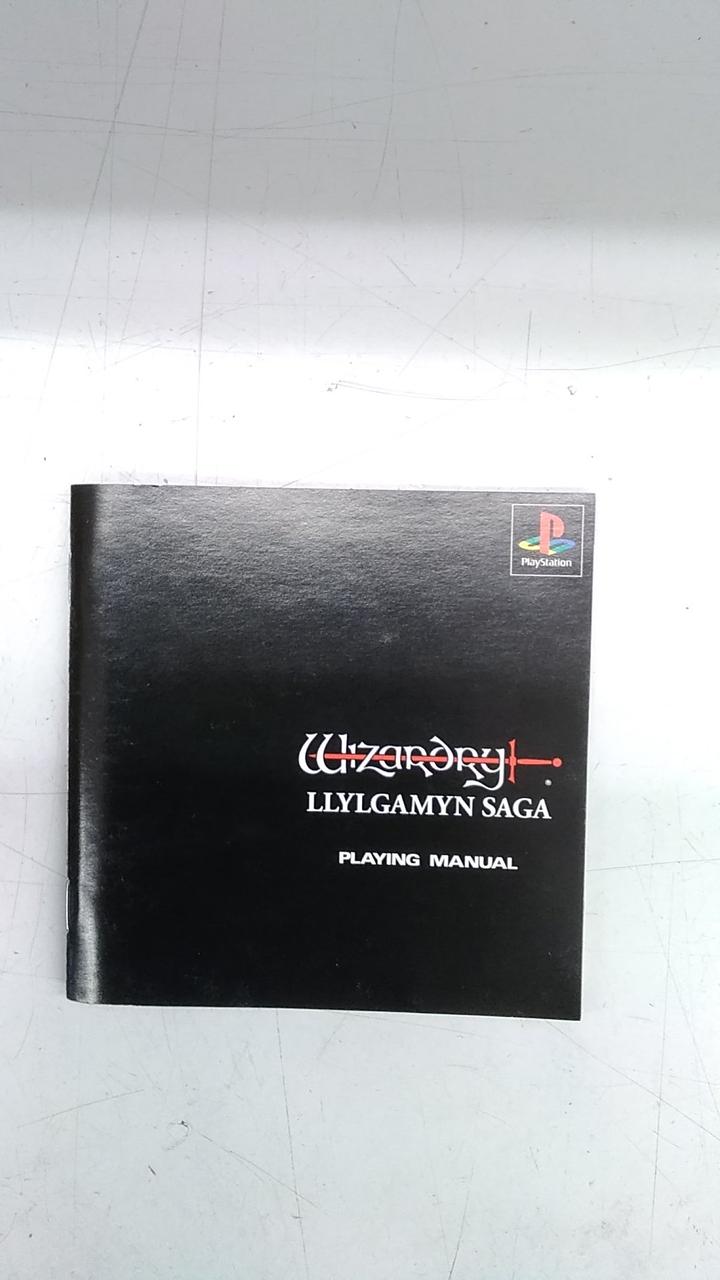 PlayStation
Wizardry
®
LLYLGAMYN SAGA
PLAYING MANUAL